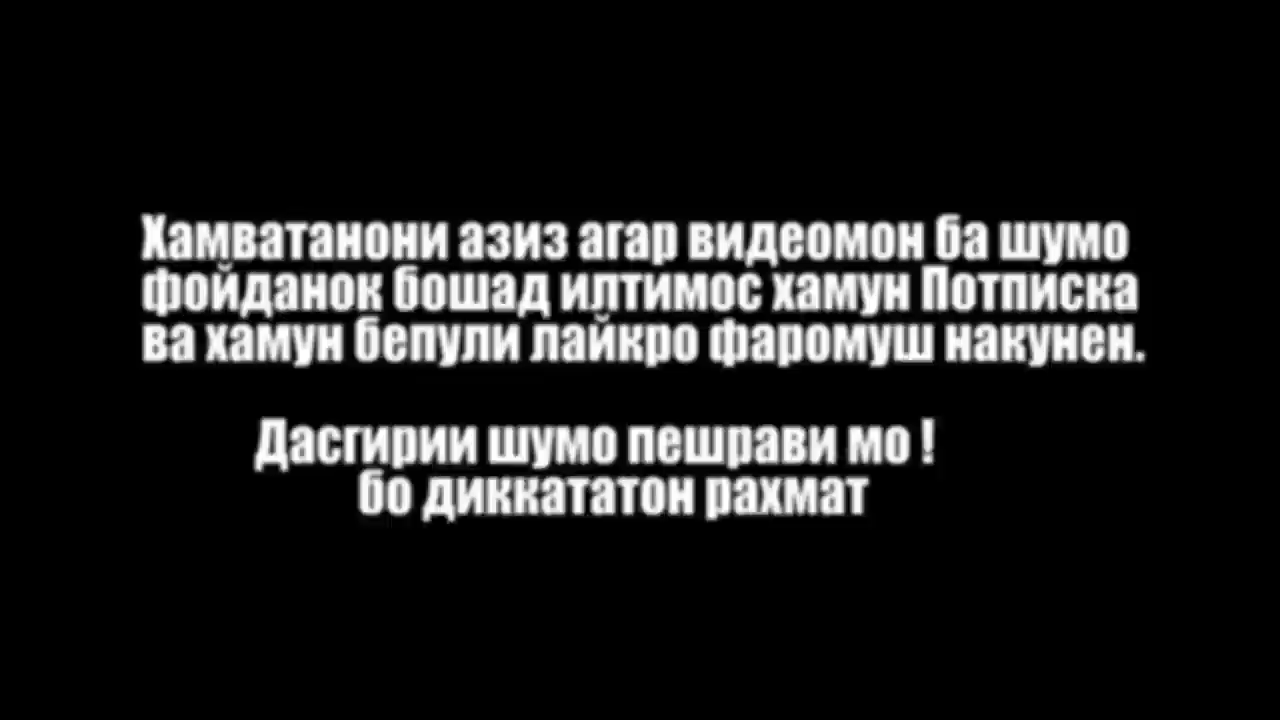 Хамватанони азиз агар видеомон ба шумо
фойданок бошад илтимос хамун Потписка
ва хамун бепули лайкро фаромуш накунен.
Дасгирии шумо пешрави мо !
бо диккататон рахмат